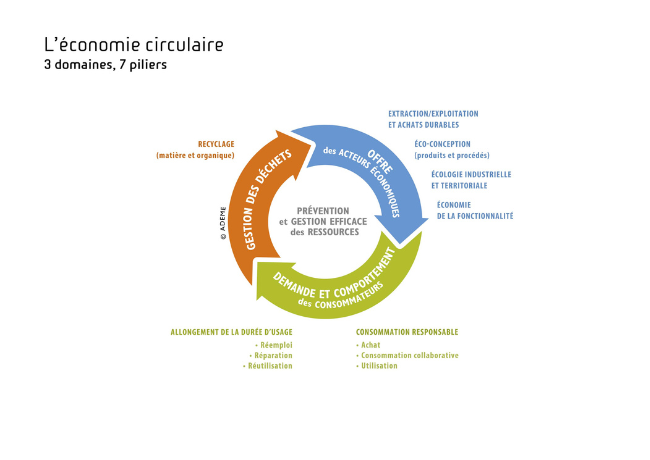 L'économie circulaire
3 domaines, 7 piliers
EXTRACTION/EXPLOITATION
ET ACHATS DURABLES
ÉCO-CONCEPTION
(produits et procédés)
ÉCOLOGIE INDUSTRIELLE
ET TERRITORIALE
ÉCONOMIE
DE LA FONCTIONNALITÉ
RECYCLAGE
(matière et organique)
GESTION DES DÉCHETS
OFFRE
des ACTEURS ÉCONOMIQUES
PRÉVENTION
et GESTION EFFICACE
des RESSOURCES
© ADEME
DEMANDE ET COMPORTEMENT
des CONSOMMATEURS
ALLONGEMENT DE LA DURÉE D'USAGE
• Réemploi
• Réparation
• Réutilisation
CONSOMMATION RESPONSABLE
• Achat
• Consommation collaborative
• Utilisation